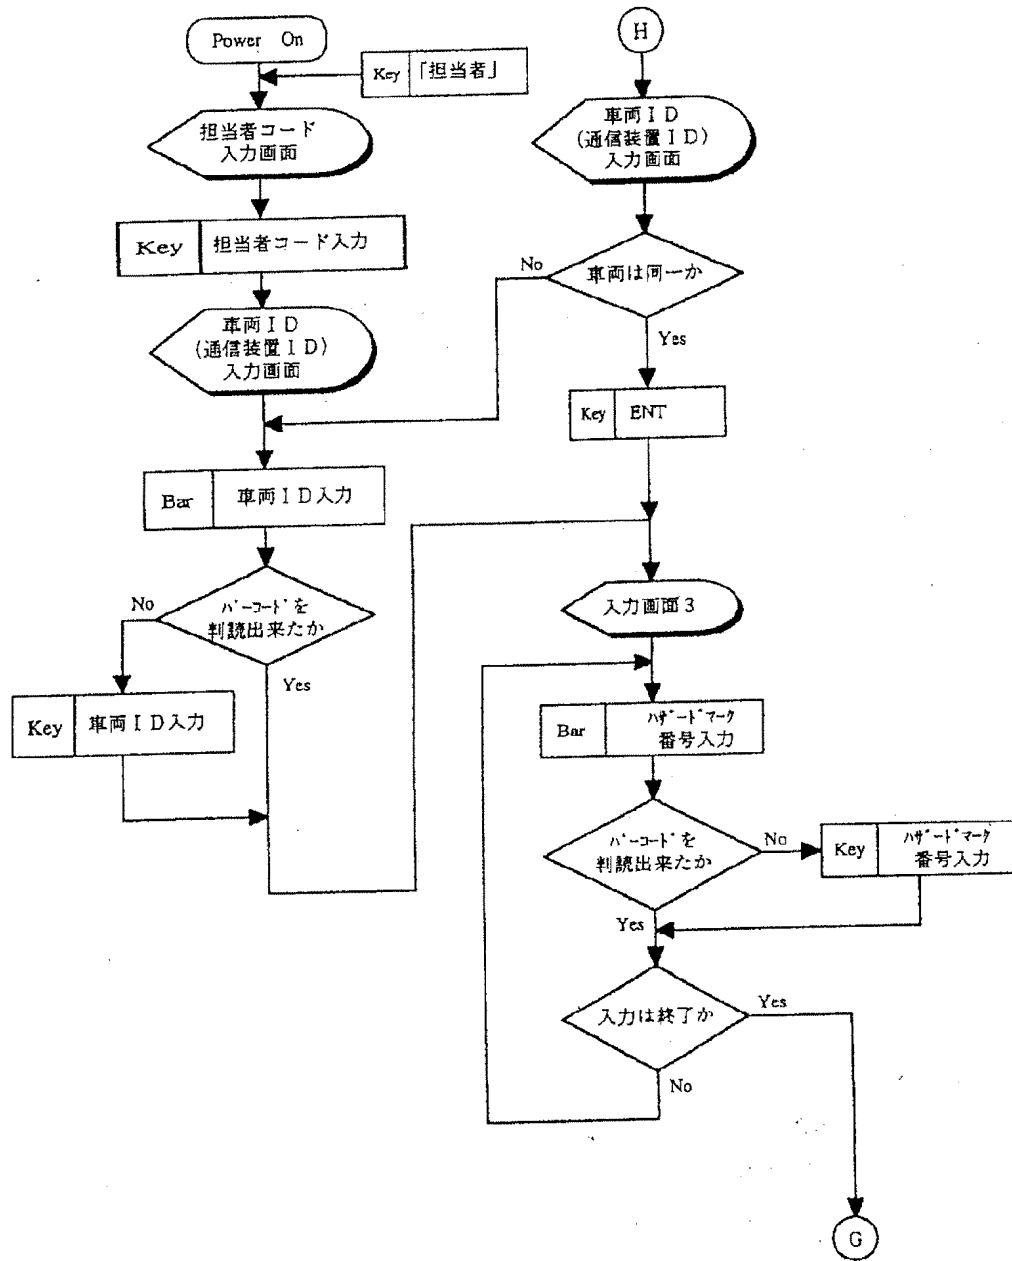 Power On
Key 「担当者」
担当者コード
入力画面
Key 担当者コード入力
車両ID
(通信装置ID)
入力画面
Bar 車両ID入力
バーコードを
判読出来たか
No
Yes
Key 車両ID入力
H
車両ID
(通信装置ID)
入力画面
車両は同一か
No
Yes
Key ENT
入力画面3
Bar ハザードマーク
番号入力
バーコードを
判読出来たか
No
Key ハザードマーク
番号入力
Yes
入力は終了か
Yes
No
G